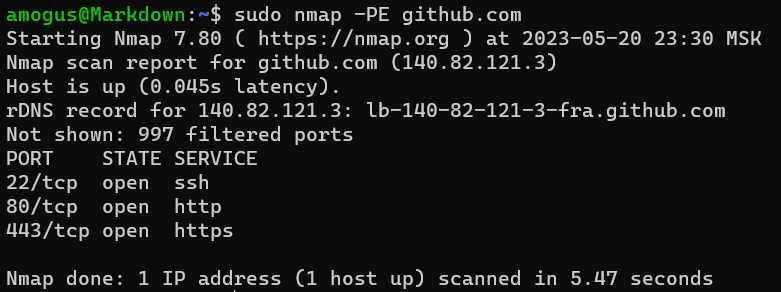 amogus@Markdown:~$ sudo nmap -PE github.com
Starting Nmap 7.80 ( https://nmap.org ) at 2023-05-20 23:30 MSK
Nmap scan report for github.com (140.82.121.3)
Host is up (0.045s latency).
rDNS record for 140.82.121.3: lb-140-82-121-3-fra.github.com
Not shown: 997 filtered ports
PORT    STATE SERVICE
22/tcp  open  ssh
80/tcp  open  http
443/tcp open  https

Nmap done: 1 IP address (1 host up) scanned in 5.47 seconds